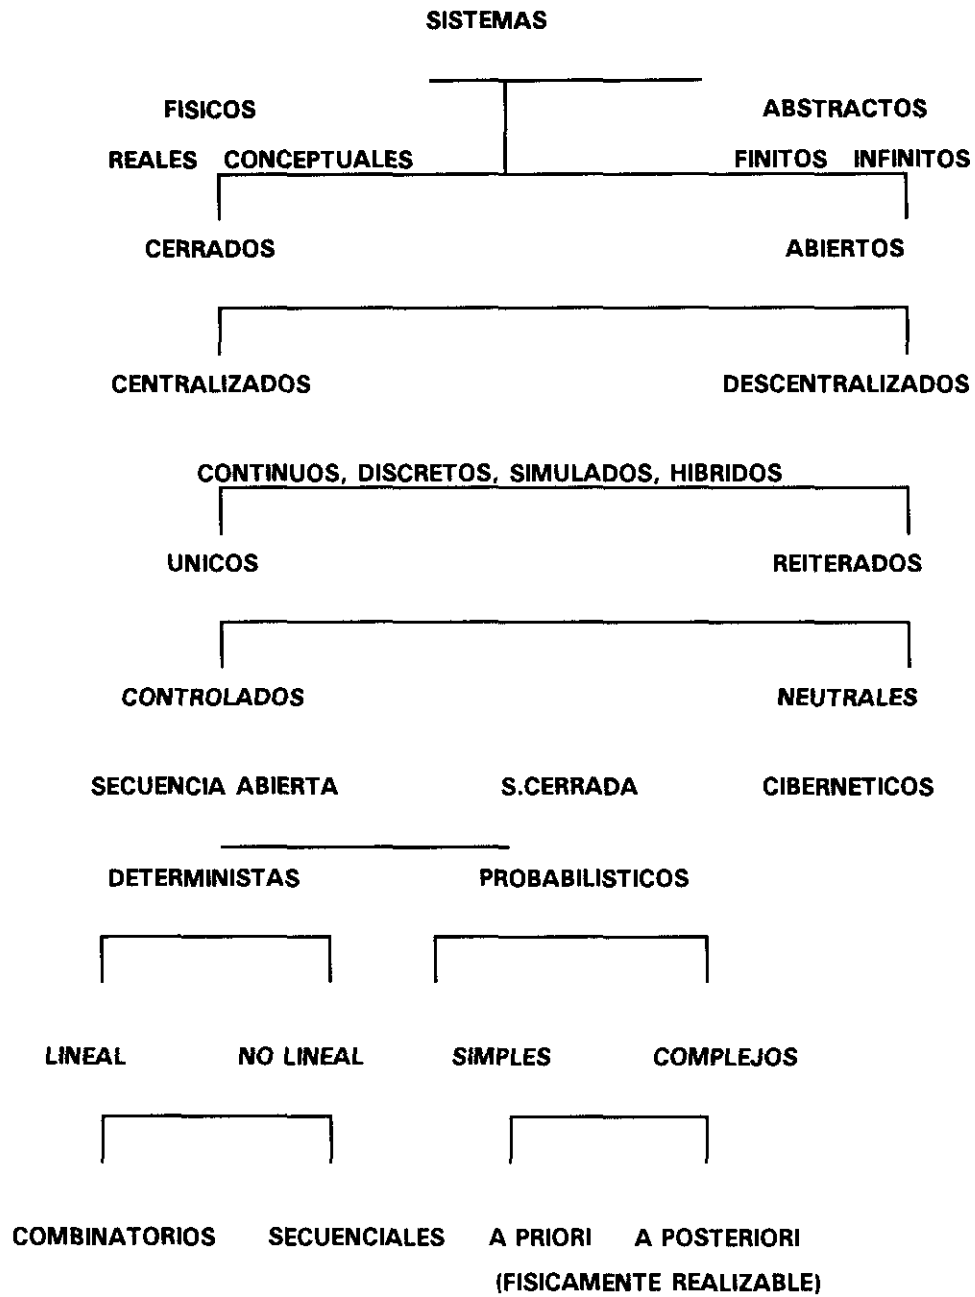 SISTEMAS
FISICOS ABSTRACTOS
REALES CONCEPTUALES FINITOS INFINITOS
CERRADOS ABIERTOS
CENTRALIZADOS DESCENTRALIZADOS
CONTINUOS, DISCRETOS, SIMULADOS, HIBRIDOS
UNICOS REITERADOS
CONTROLADOS NEUTRALES
SECUENCIA ABIERTA S.CERRADA CIBERNETICOS
DETERMINISTAS PROBABILISTICOS
LINEAL NO LINEAL SIMPLES COMPLEJOS
COMBINATORIOS SECUENCIALES A PRIORI A POSTERIORI
(FISICAMENTE REALIZABLE)